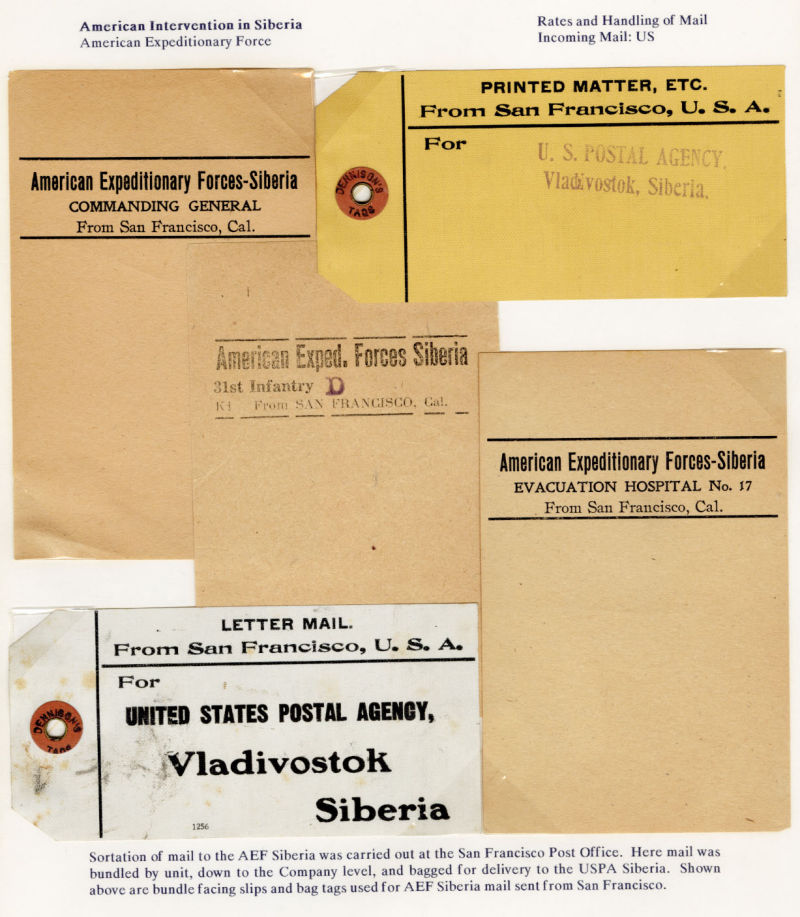 American Intervention in Siberia
American Expeditionary Force
Rates and Handling of Mail
Incoming Mail: US
American Expeditionary Forces-Siberia
COMMANDING GENERAL
From San Francisco, Cal.
PRINTED MATTER, ETC.
From San Francisco, U. S. A.
For
U. S. POSTAL AGENCY,
Vladivostok, Siberia.
DENNISON'S
TAGS
American Exped. Forces Siberia
31st Infantry D
From SAN FRANCISCO, Cal.
American Expeditionary Forces-Siberia
EVACUATION HOSPITAL No. 17
From San Francisco, Cal.
LETTER MAIL.
From San Francisco, U. S. A.
For
UNITED STATES POSTAL AGENCY,
Vladivostok
Siberia
1256
DENNISON'S
TAGS
Sortation of mail to the AEF Siberia was carried out at the San Francisco Post Office. Here mail was
bundled by unit, down to the Company level, and bagged for delivery to the USPA Siberia. Shown
above are bundle facing slips and bag tags used for AEF Siberia mail sent from San Francisco.